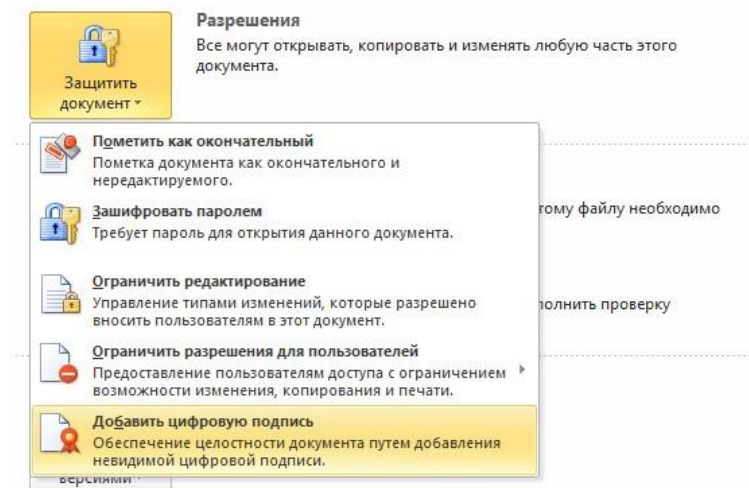 Разрешения
Все могут открывать, копировать и изменять любую часть этого
документа.
Защитить
документ
Пометить как окончательный
Пометка документа как окончательного и
нередактируемого.
Зашифровать паролем
Требует пароль для открытия данного документа.
тому файлу необходимо
Ограничить редактирование
Управление типами изменений, которые разрешено
вносить пользователям в этот документ.
полнить проверку
Ограничить разрешения для пользователей
Предоставление пользователям доступа с ограничением
возможности изменения, копирования и печати.
Добавить цифровую подпись
Обеспечение целостности документа путем добавления
невидимой цифровой подписи.
версиями